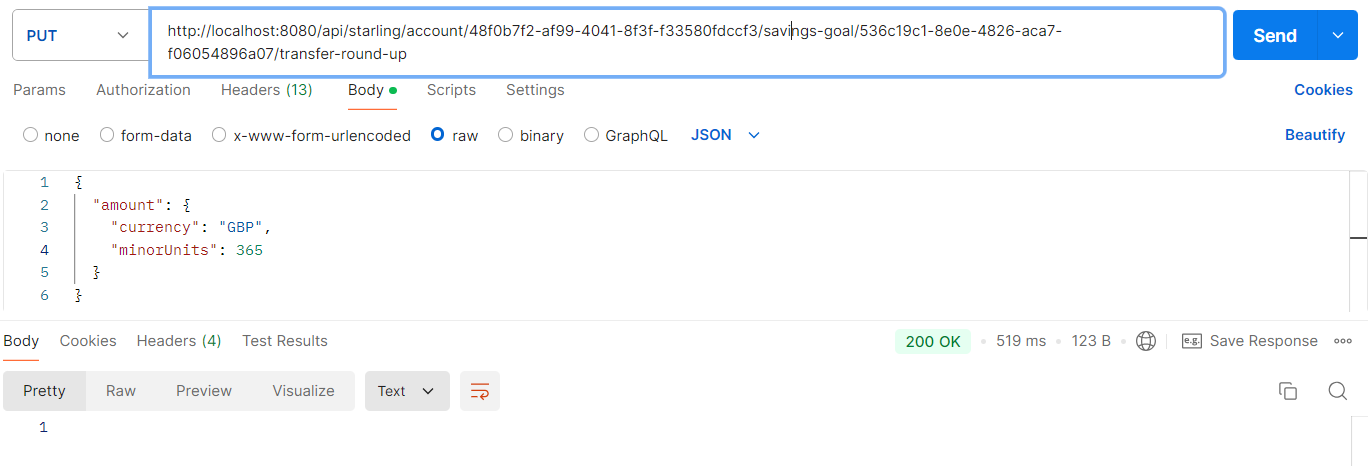 PUT
http://localhost:8080/api/starling/account/48f0b7f2-af99-4041-8f3f-f33580fdccf3/savings-goal/536c19c1-8e0e-4826-aca7-
f06054896a07/transfer-round-up
Send
Params Authorization Headers (13) Body Scripts Settings Cookies
none form-data x-www-form-urlencoded raw binary GraphQL JSON Beautify
1 {
2 "amount": {
3 "currency": "GBP",
4 "minorUnits": 365
5 }
6 }
Body Cookies Headers (4) Test Results 200 OK 519 ms 123 B e.g. Save Response
Pretty Raw Preview Visualize Text
1